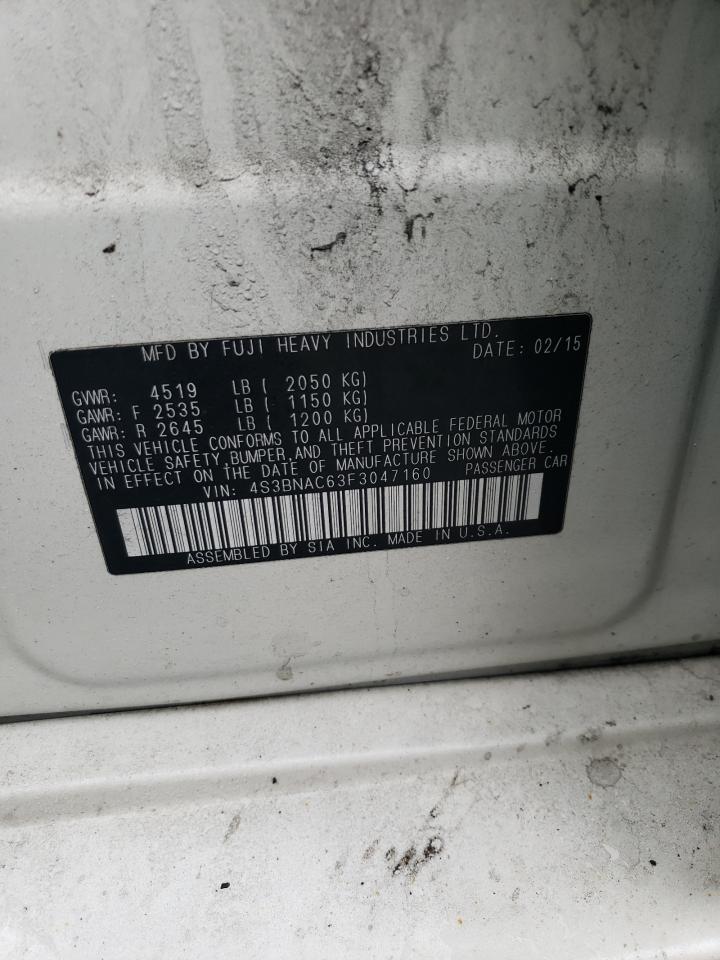 MFD BY FUJI HEAVY INDUSTRIES LTD.
DATE: 02/15
GVWR: 4519 LB ( 2050 KG)
GAWR: F 2535 LB ( 1150 KG)
GAWR: R 2645 LB ( 1200 KG)
THIS VEHICLE CONFORMS TO ALL APPLICABLE FEDERAL MOTOR
VEHICLE SAFETY,BUMPER,AND THEFT PREVENTION STANDARDS
IN EFFECT ON THE DATE OF MANUFACTURE SHOWN ABOVE.
VIN: 4S3BNAC63F3047160 PASSENGER CAR
ASSEMBLED BY SIA INC. MADE IN U.S.A.